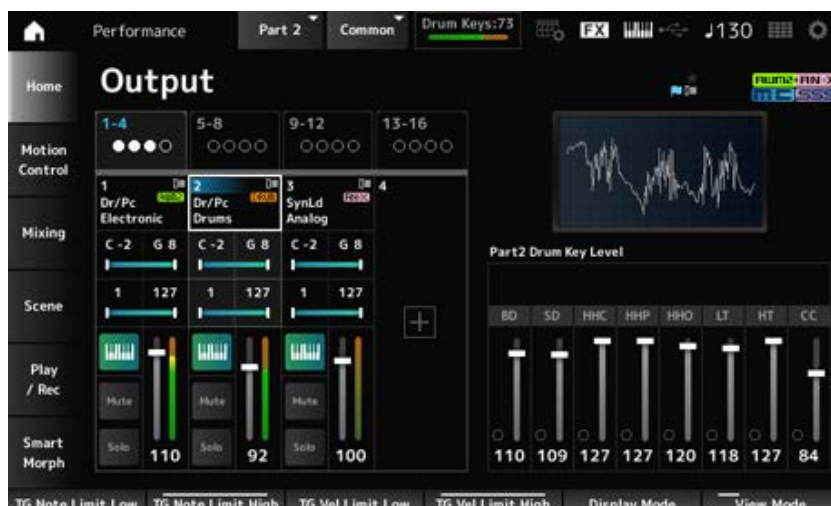 Performance
Part 2
Common
Drum Keys:73
FX
130
Home
Output
Motion
Control
Mixing
Scene
Play
/ Rec
Smart
Morph
1-4
5-8
9-12
13-16
1
Dr/Pc
Electronic
2
DRUM
Dr/Pc
Drums
3
SynLd
Analog
4
C -2 G 8
C -2 G 8
C -2 G 8
1 127
1 127
1 127
Mute
Mute
Mute
Solo
110
Solo
92
Solo
100
Part2 Drum Key Level
BD SD HHC HHP HHO LT HT CC
110 109 127 127 120 118 127 84
TG Note Limit Low
TG Note Limit High
TG Vel Limit Low
TG Vel Limit High
Display Mode
View Mode